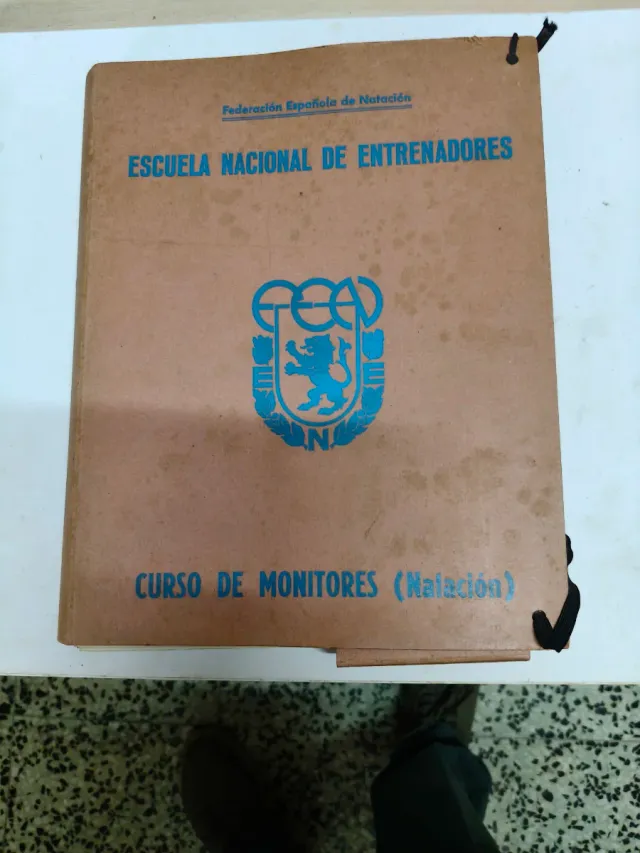 Federación Española de Natación
ESCUELA NACIONAL DE ENTRENADORES
E E
N
CURSO DE MONITORES (Natación)